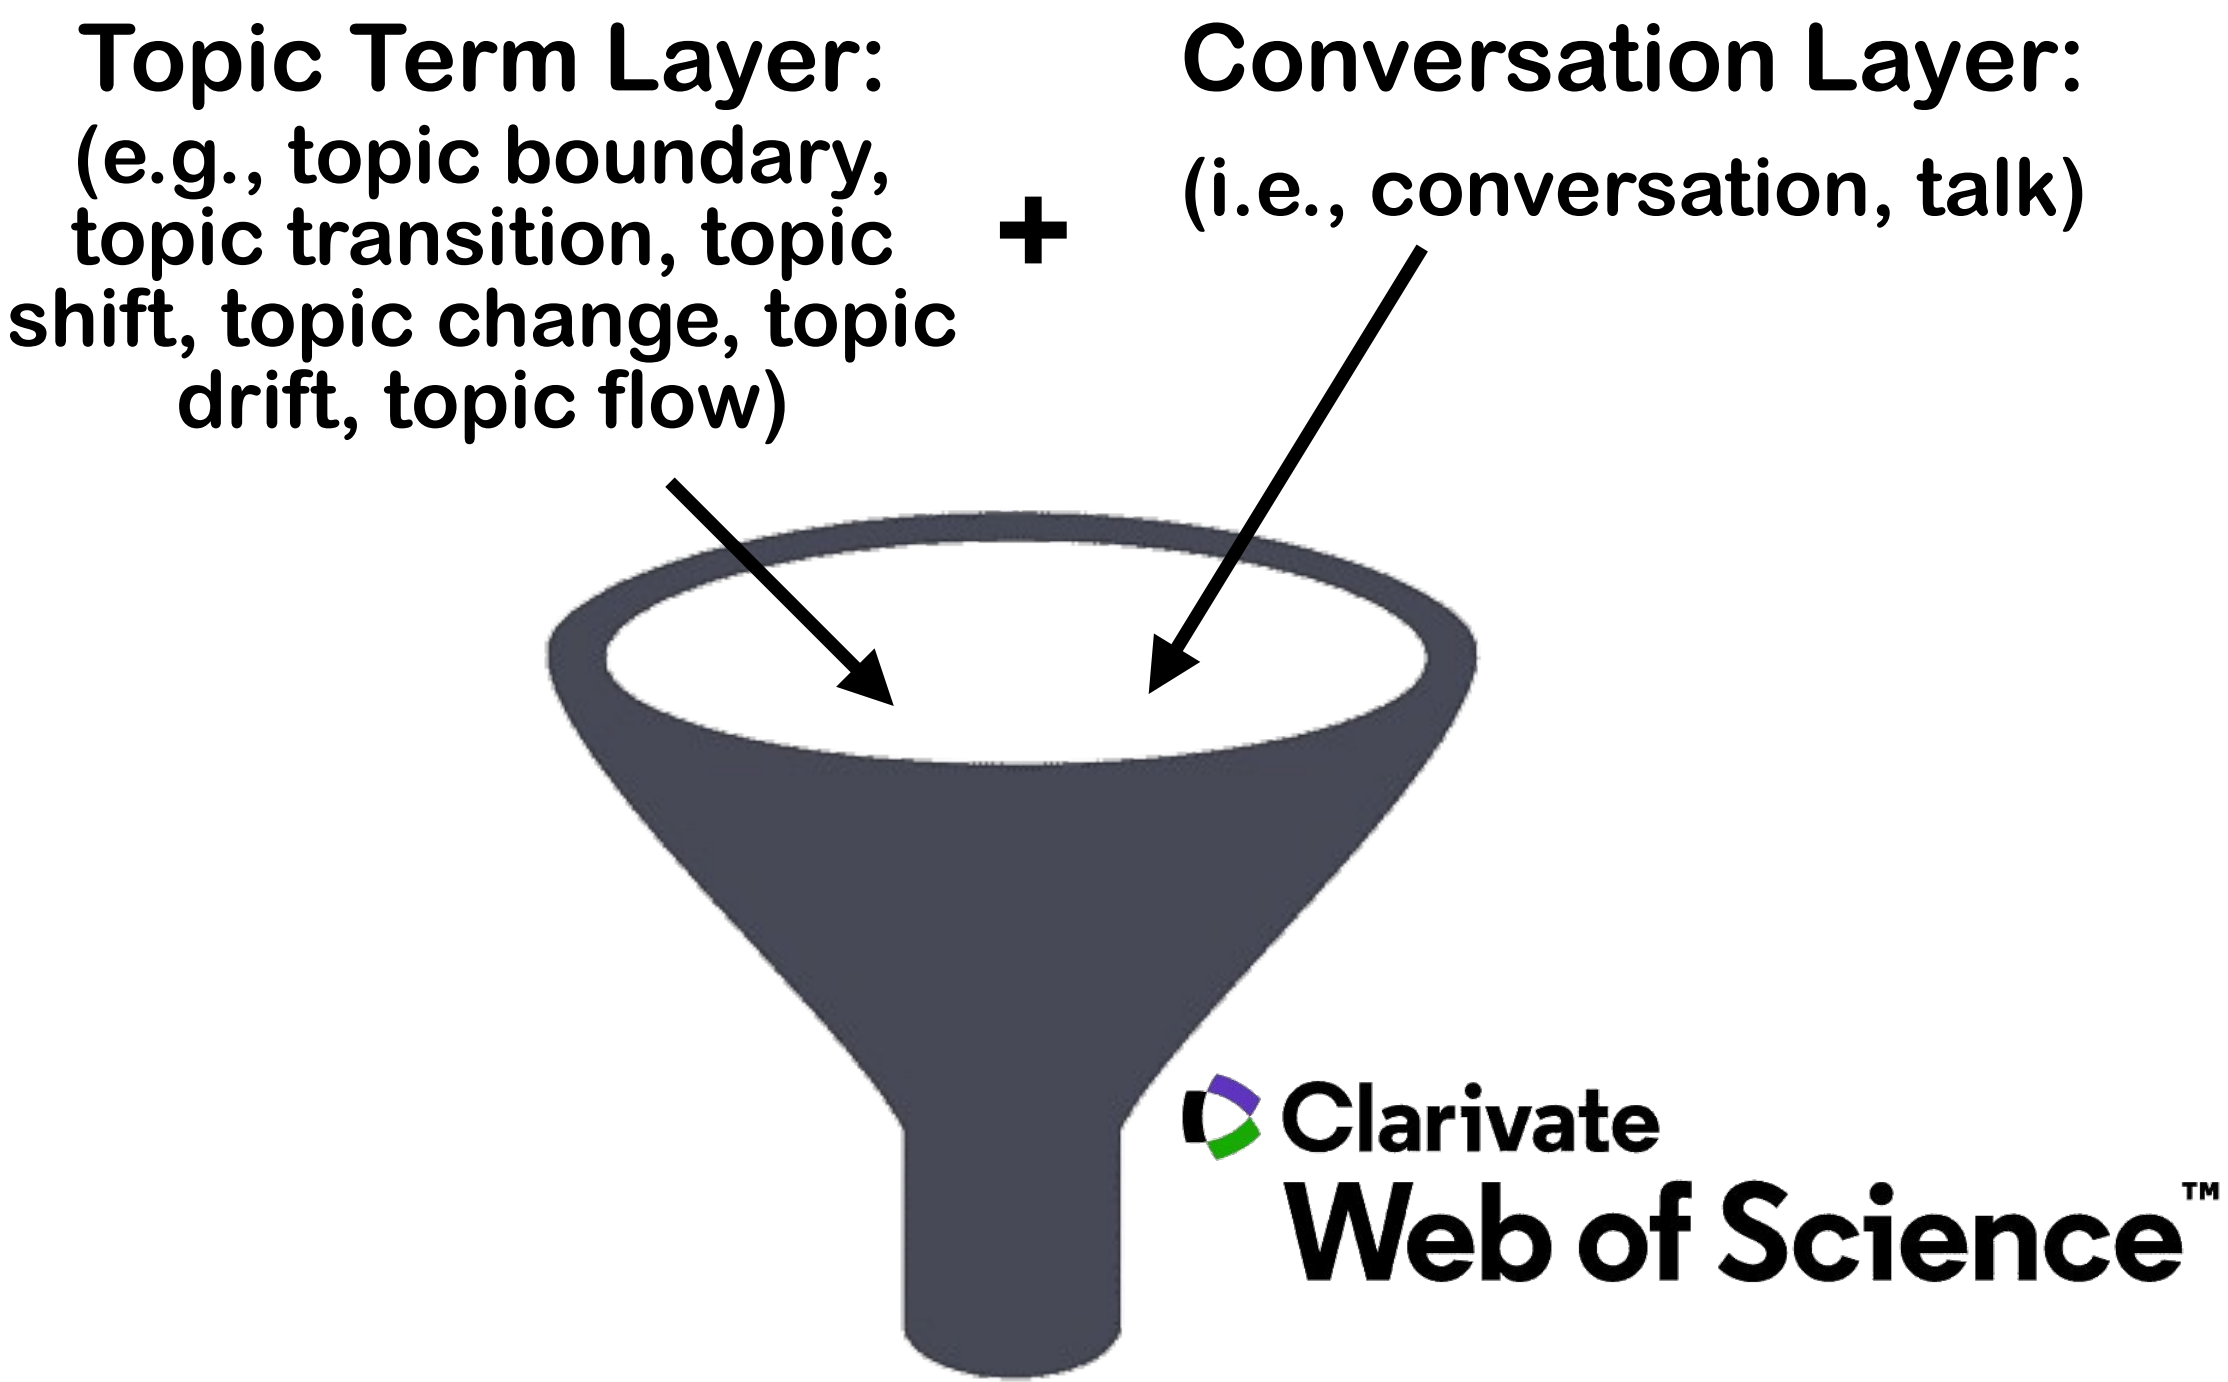 Topic Term Layer:
(e.g., topic boundary,
topic transition, topic
shift, topic change, topic
drift, topic flow)
+
Conversation Layer:
(i.e., conversation, talk)
Clarivate
Web of Science™